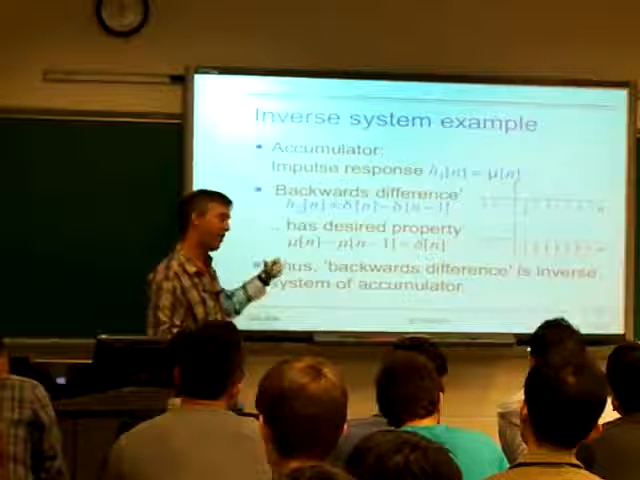 Inverse system example
▪ Accumulator:
Impulse response h₁[n] = μ[n]
▪ 'Backwards difference'
h₂[n] = δ[n] − δ[n−1]
.. has desired property
μ[n] − μ[n−1] = δ[n]
▪ Thus, 'backwards difference' is inverse
system of accumulator.